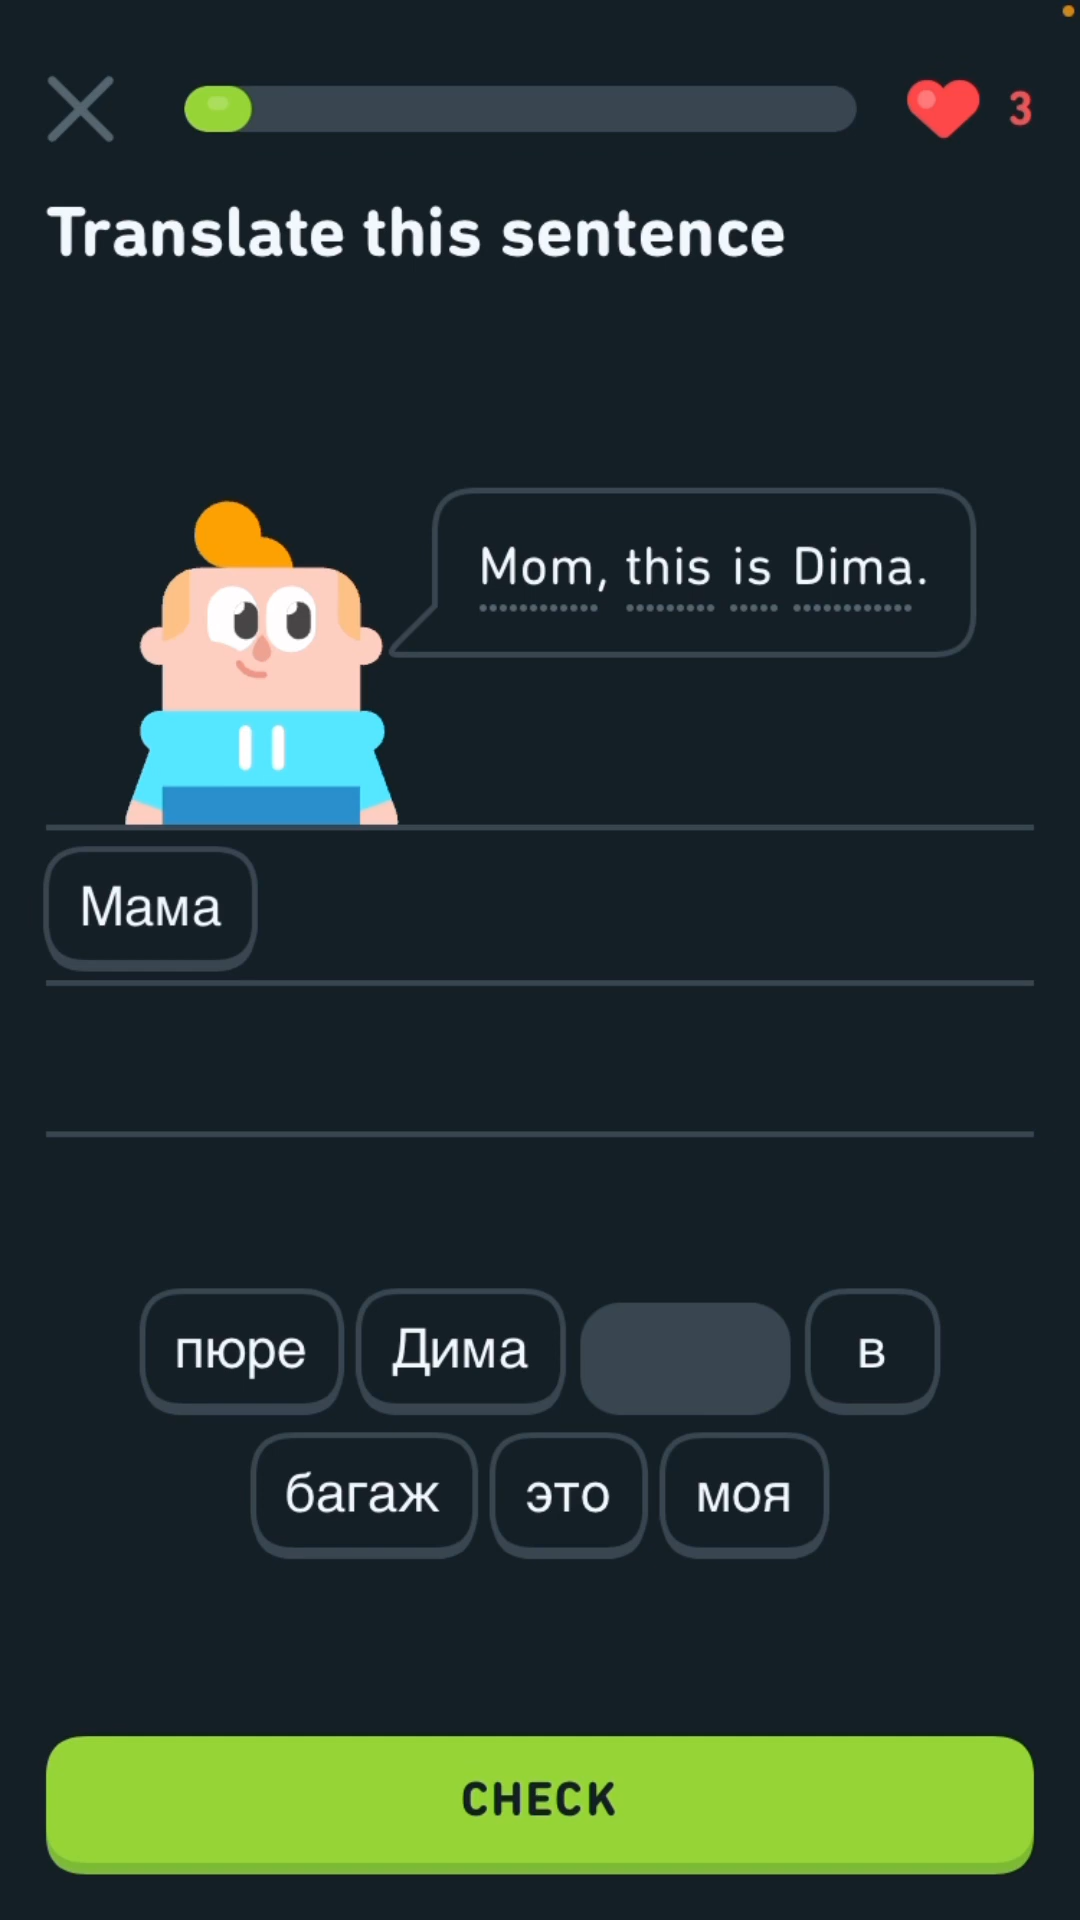 3
Translate this sentence
Mom, this is Dima.
Мама
пюре Дима в
багаж это моя
CHECK